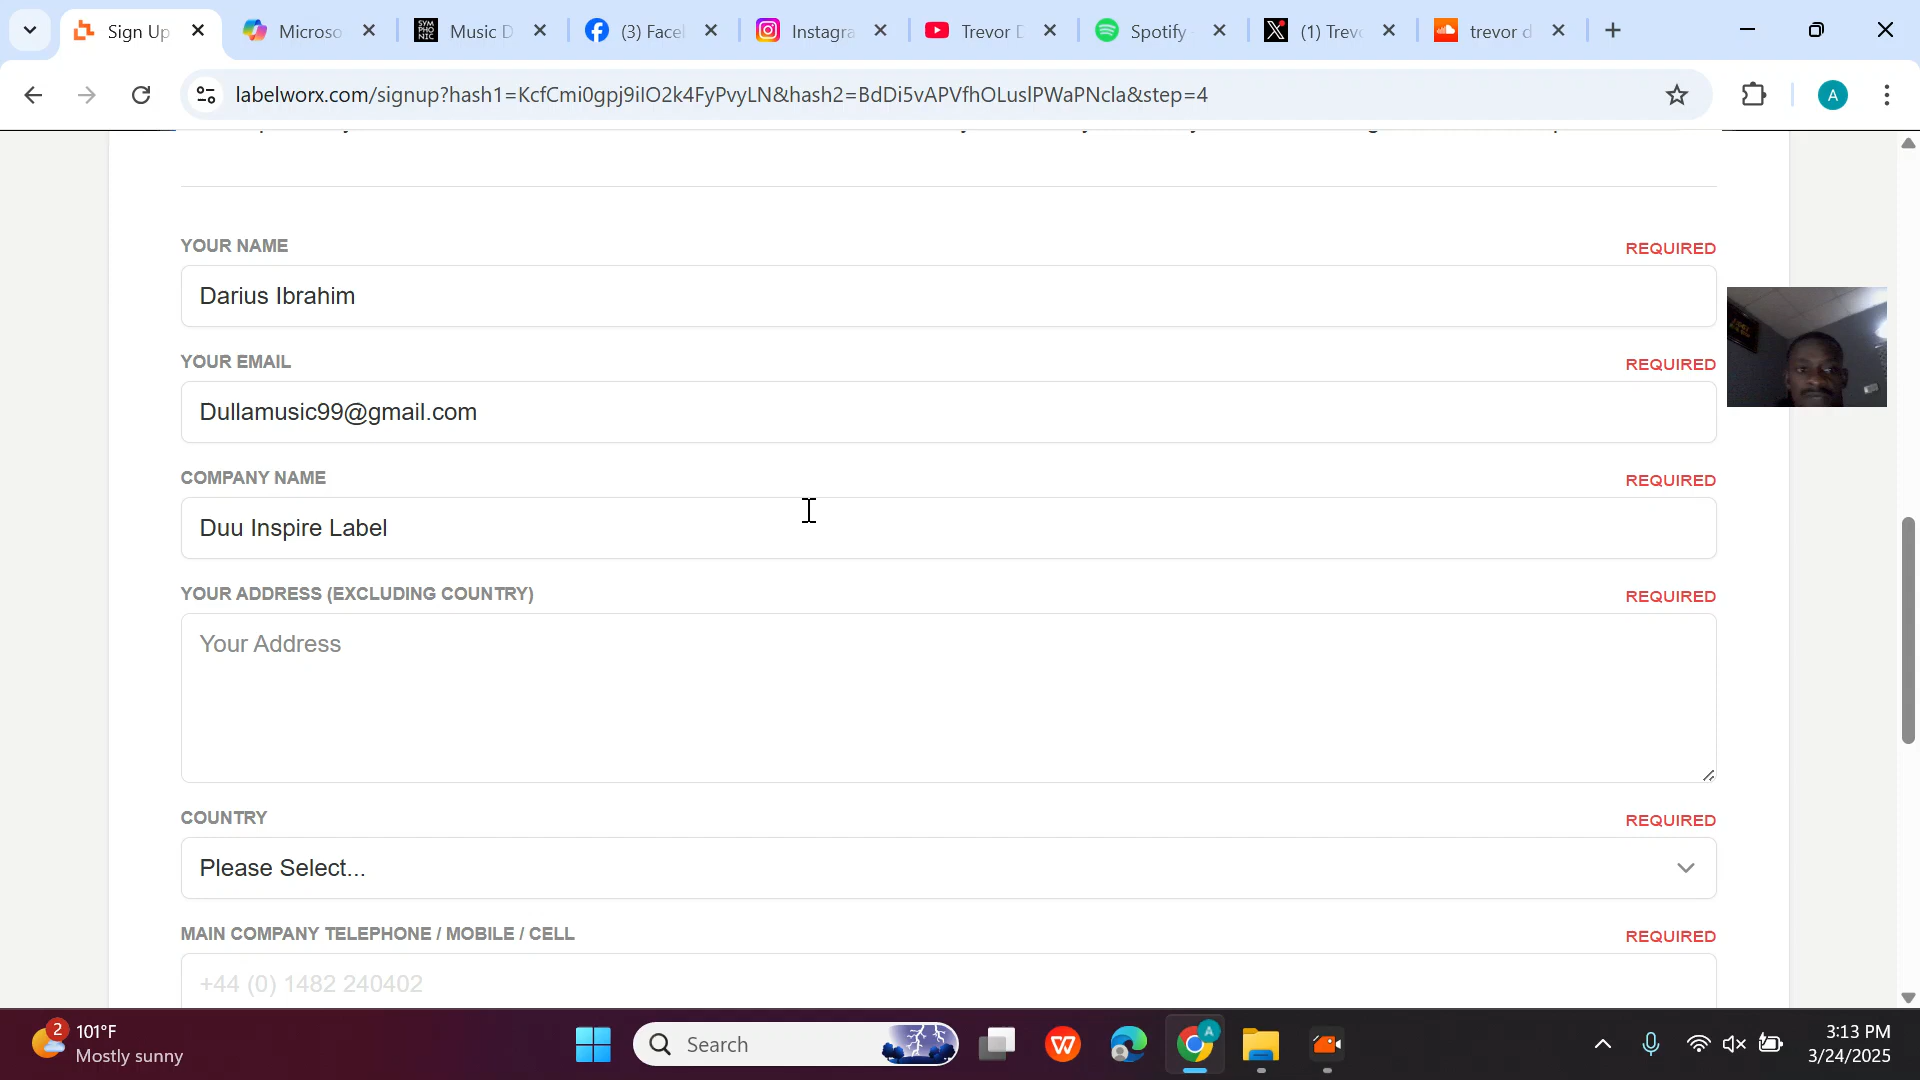 Sign Up
Microso
Music D
(3) Facel
Instagra
Trevor D
Spotify
(1) Trevo
trevor d
labelworx.com/signup?hash1=KcfCmi0gpj9iIO2k4FyPvyLN&hash2=BdDi5vAPVfhOLuslPWaPNcla&step=4
A
YOUR NAME
REQUIRED
Darius Ibrahim
YOUR EMAIL
REQUIRED
Dullamusic99@gmail.com
COMPANY NAME
REQUIRED
Duu Inspire Label
YOUR ADDRESS (EXCLUDING COUNTRY)
REQUIRED
Your Address
COUNTRY
REQUIRED
Please Select...
MAIN COMPANY TELEPHONE / MOBILE / CELL
REQUIRED
+44 (0) 1482 240402
2
101°F
Mostly sunny
Search
A
3:13 PM
3/24/2025